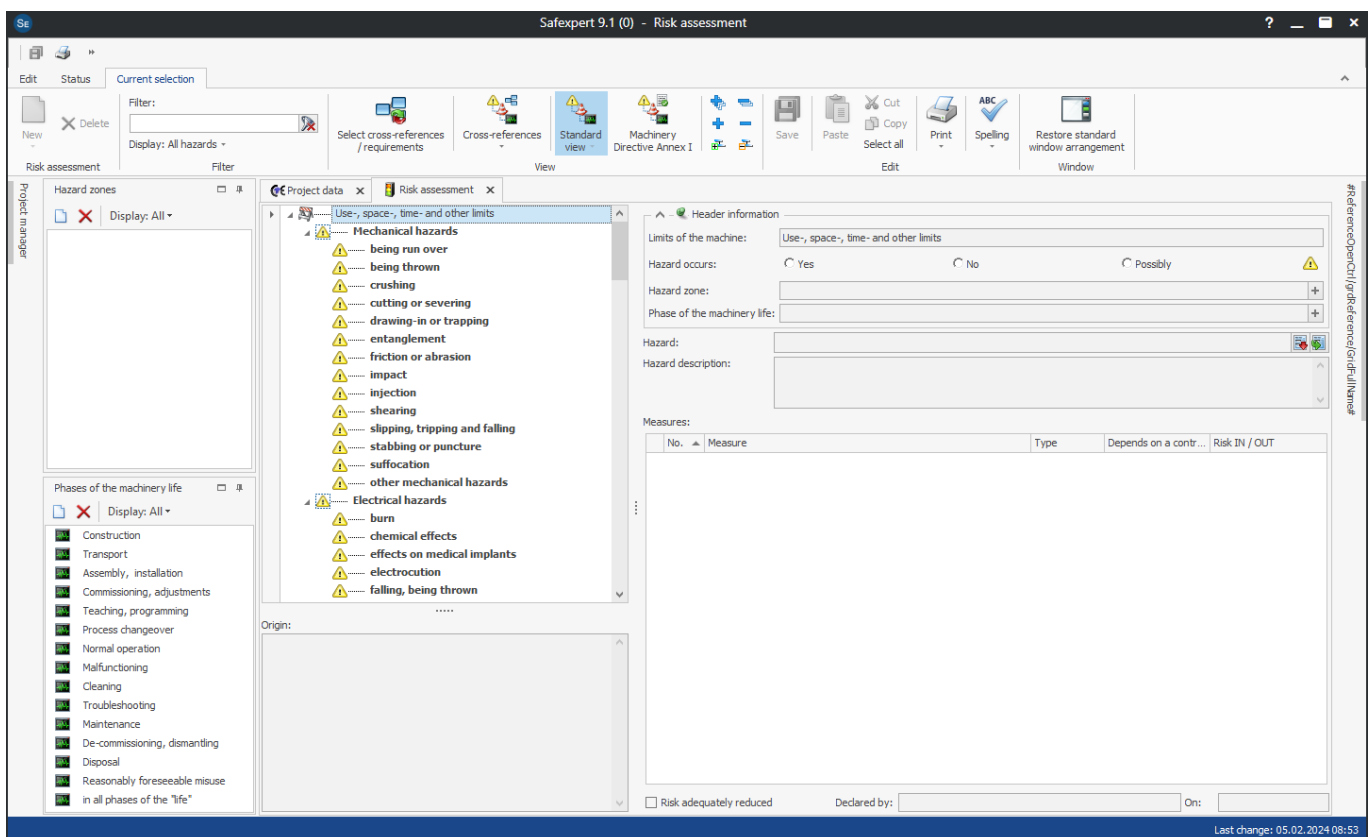 SE
Safexpert 9.1 (0) - Risk assessment
?
Edit Status Current selection
New
Delete
Risk assessment
Filter:
Display: All hazards
Filter
Select cross-references / requirements
Cross-references
Standard view
Machinery Directive Annex I
View
Save
Paste
Cut
Copy
Select all
Print
ABC
Spelling
Edit
Restore standard window arrangement
Window
Project manager
Hazard zones
Display: All
Phases of the machinery life
Display: All
Construction
Transport
Assembly, installation
Commissioning, adjustments
Teaching, programming
Process changeover
Normal operation
Malfunctioning
Cleaning
Troubleshooting
Maintenance
De-commissioning, dismantling
Disposal
Reasonably foreseeable misuse
in all phases of the "life"
CE Project data x
Risk assessment x
Use-, space-, time- and other limits
Mechanical hazards
being run over
being thrown
crushing
cutting or severing
drawing-in or trapping
entanglement
friction or abrasion
impact
injection
shearing
slipping, tripping and falling
stabbing or puncture
suffocation
other mechanical hazards
Electrical hazards
burn
chemical effects
effects on medical implants
electrocution
falling, being thrown
Origin:
Header information
Limits of the machine: Use-, space-, time- and other limits
Hazard occurs: Yes No Possibly
Hazard zone:
Phase of the machinery life:
Hazard:
Hazard description:
Measures:
No. Measure Type Depends on a contr... Risk IN / OUT
Risk adequately reduced Declared by: On:
#ReferenceOpenCtrl/grdReference/GridFullName#
Last change: 05.02.2024 08:53